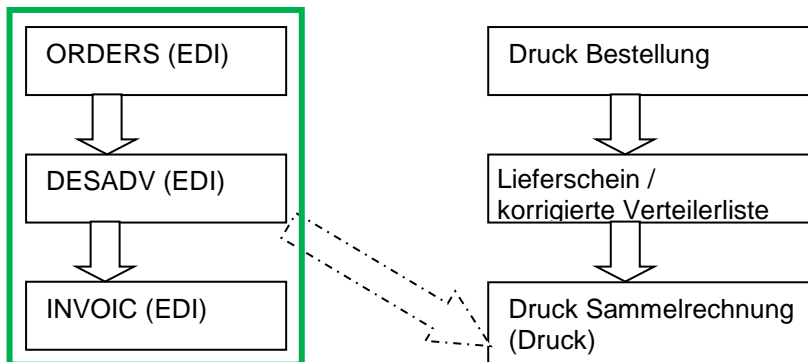 ORDERS (EDI)
DESADV (EDI)
INVOIC (EDI)
Druck Bestellung
Lieferschein /
korrigierte Verteilerliste
Druck Sammelrechnung
(Druck)